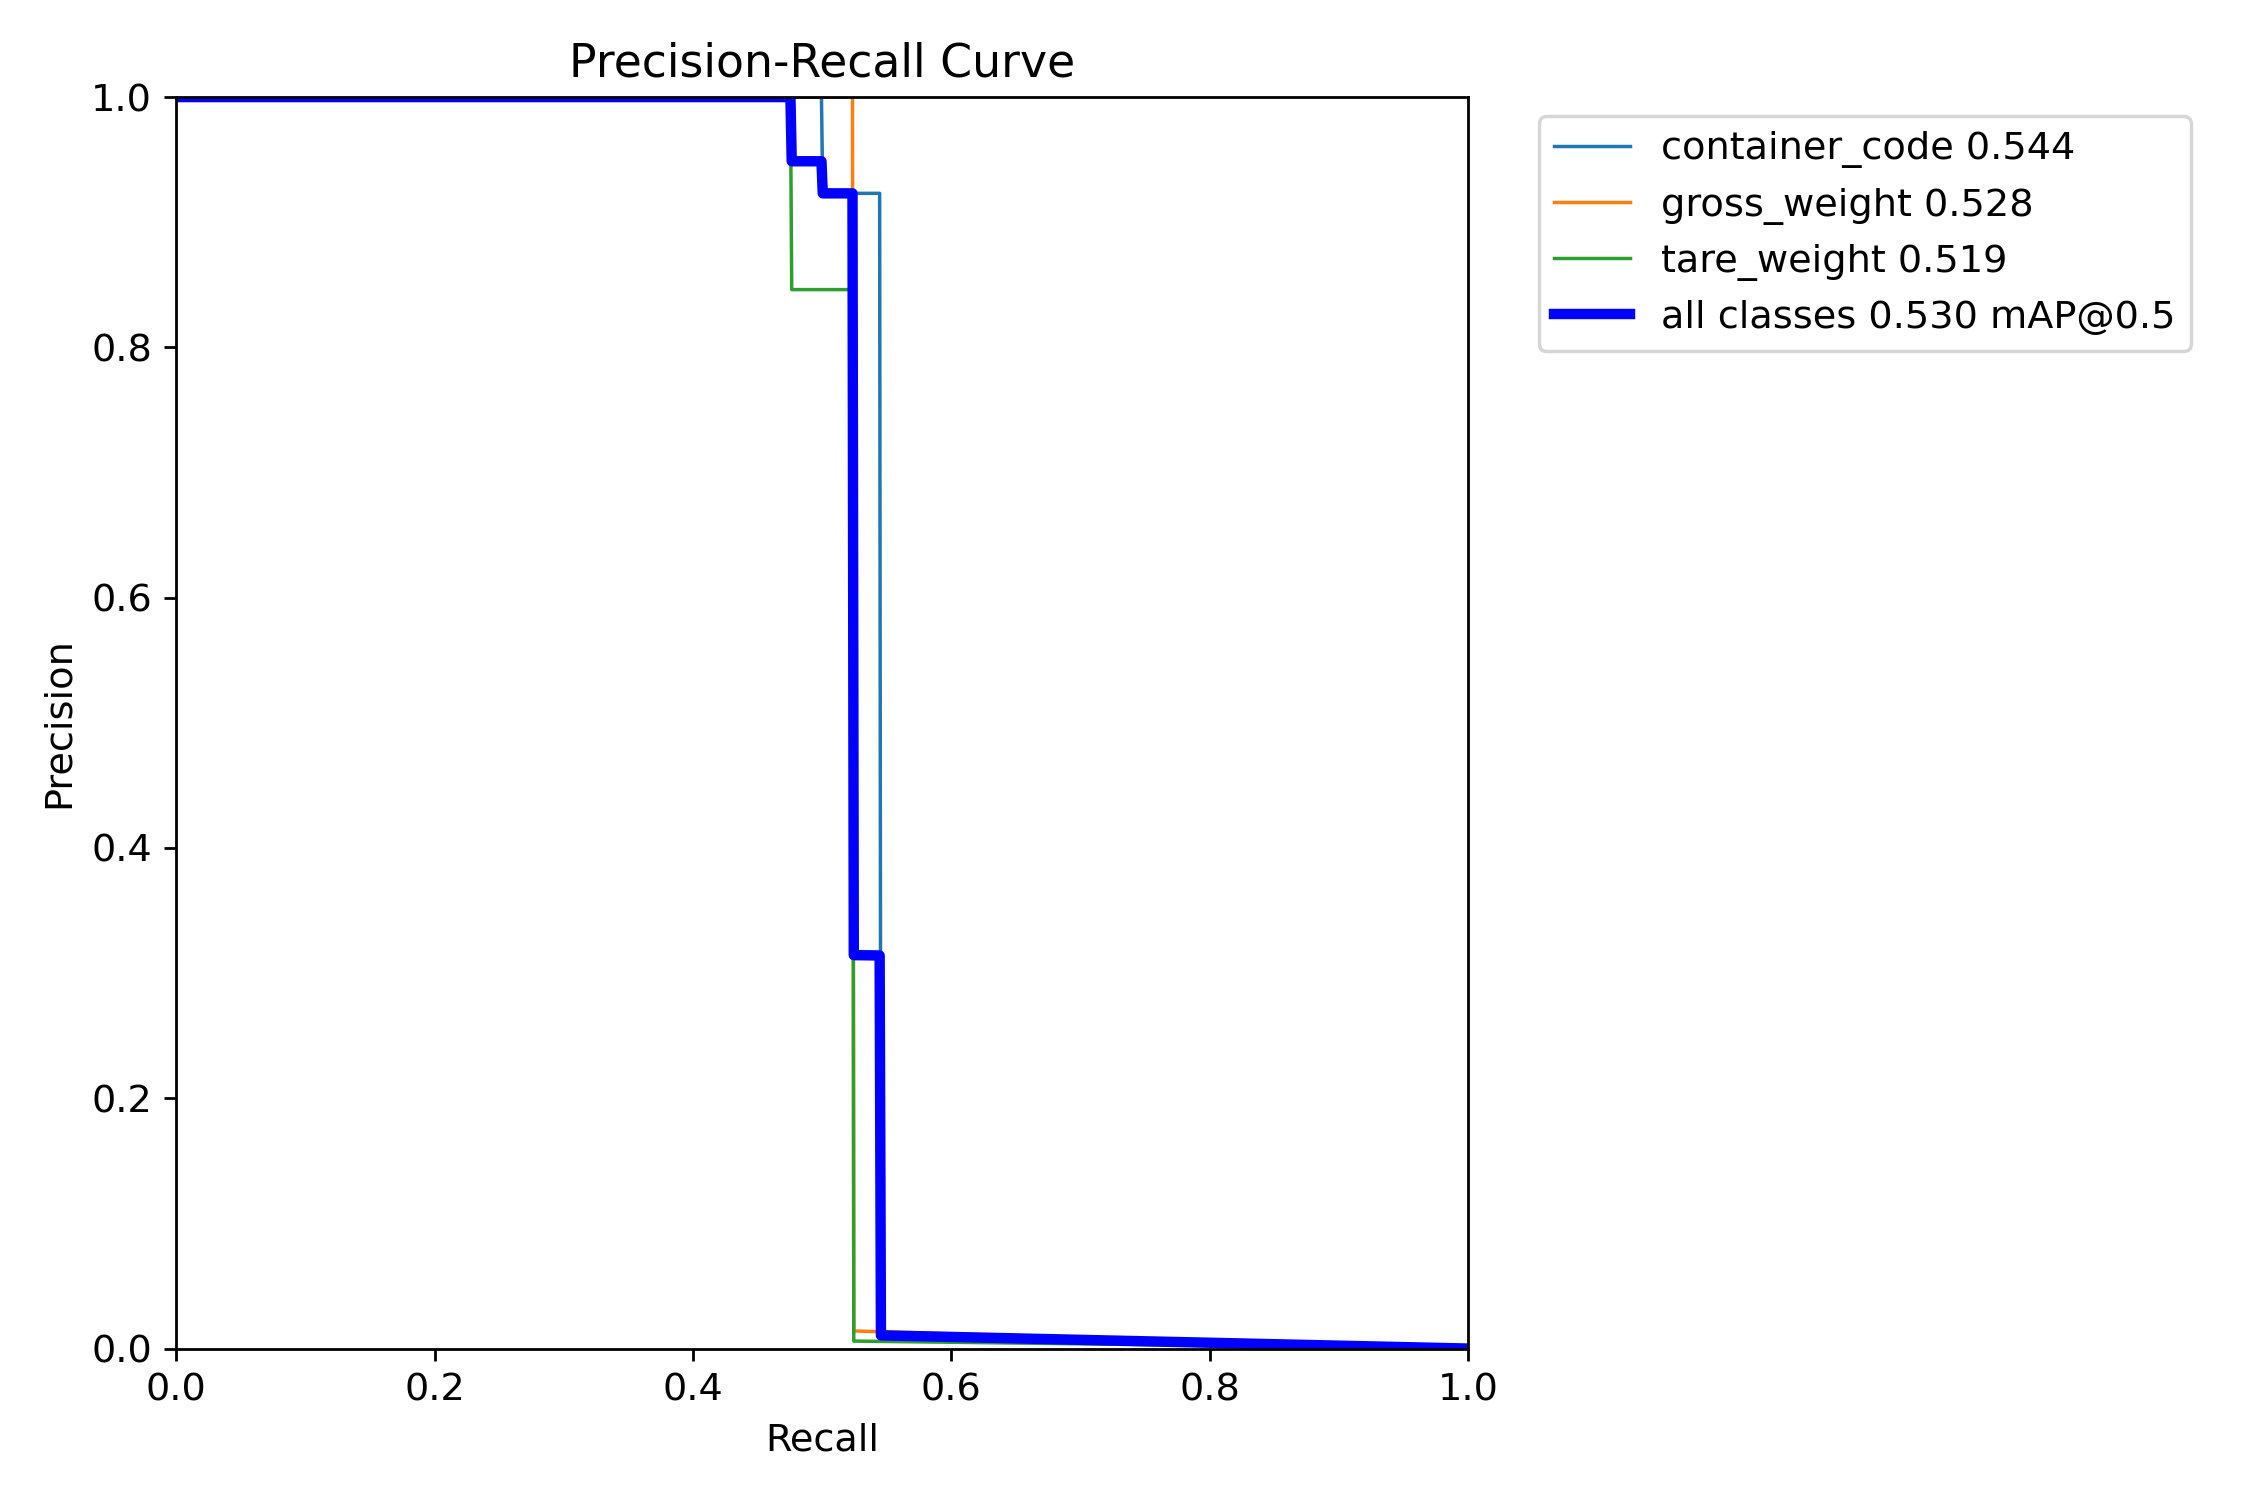 Precision-Recall Curve
1.0
0.8
0.6
0.4
0.2
0.0
Precision
0.0 0.2 0.4 0.6 0.8 1.0
Recall
container_code 0.544
gross_weight 0.528
tare_weight 0.519
all classes 0.530 mAP@0.5